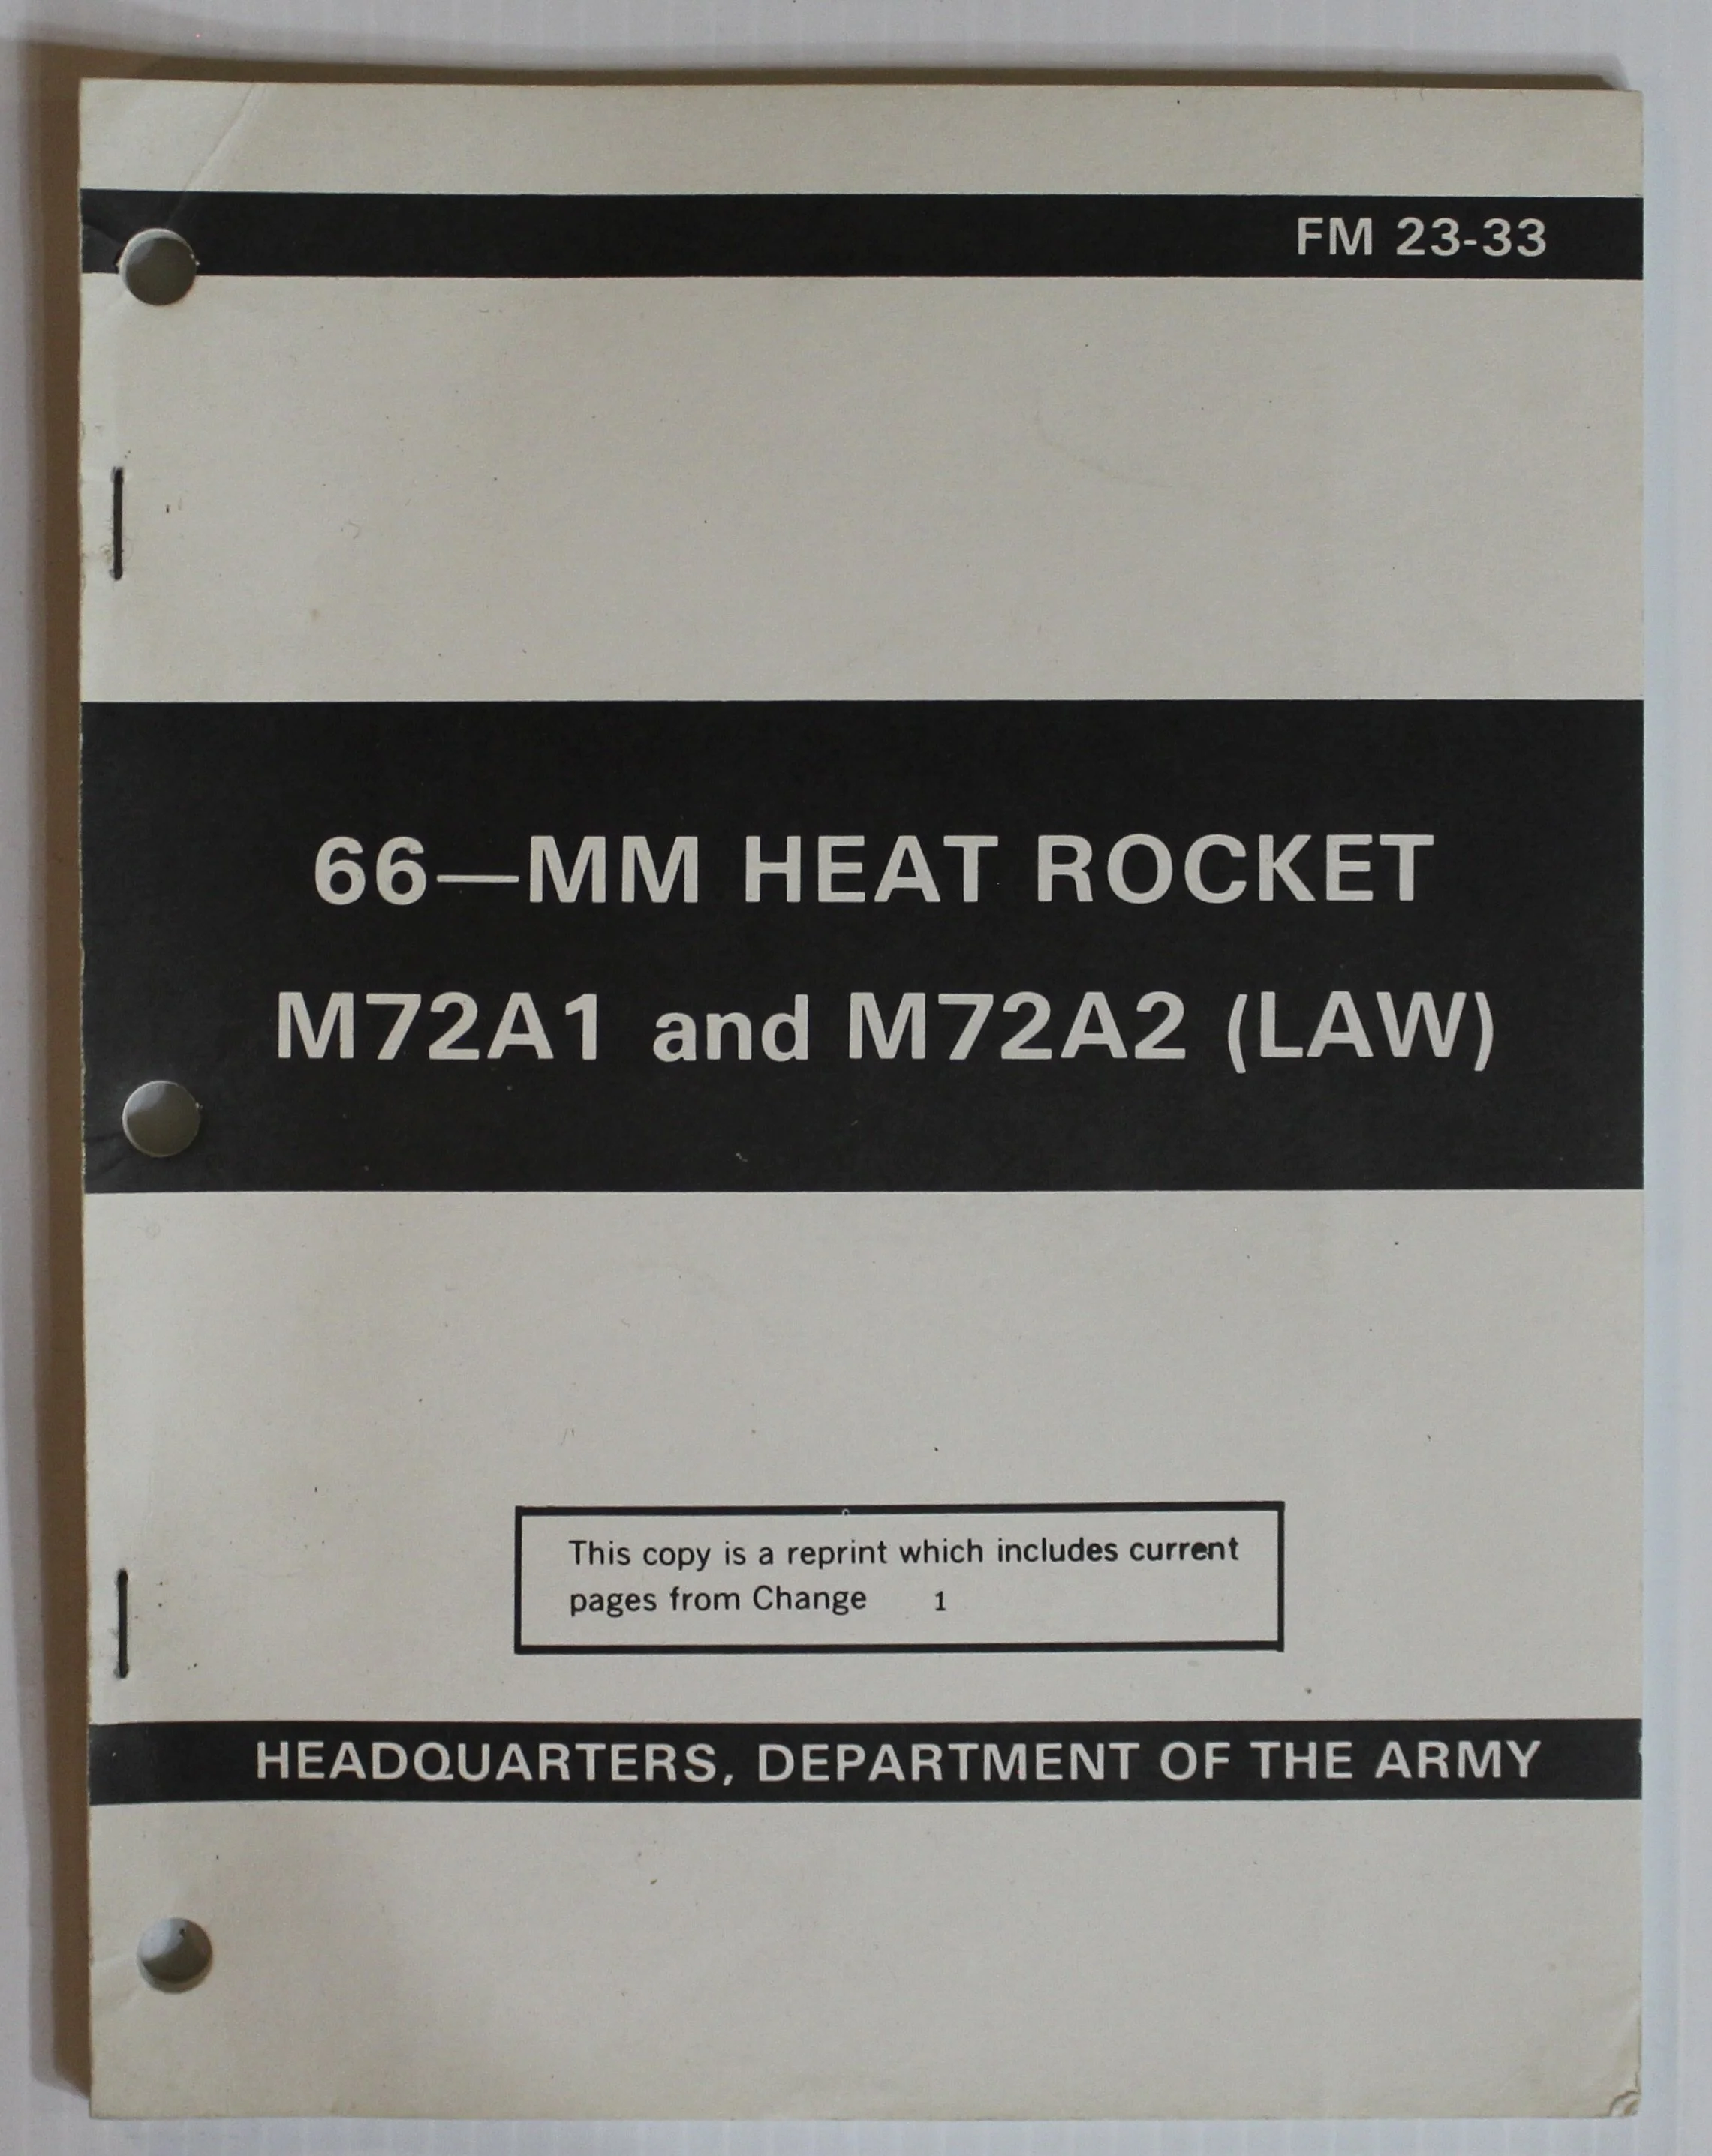 FM 23-33
66—MM HEAT ROCKET
M72A1 and M72A2 (LAW)
This copy is a reprint which includes current
pages from Change 1
HEADQUARTERS, DEPARTMENT OF THE ARMY